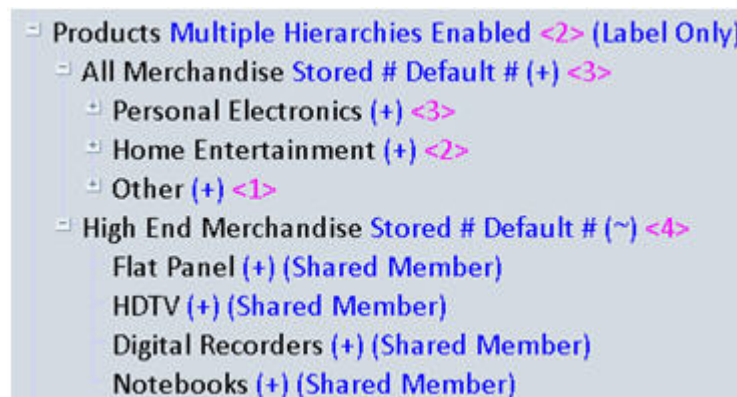 Products Multiple Hierarchies Enabled <2> (Label Only)
All Merchandise Stored # Default # (+) <3>
Personal Electronics (+) <3>
Home Entertainment (+) <2>
Other (+) <1>
High End Merchandise Stored # Default # (~) <4>
Flat Panel (+) (Shared Member)
HDTV (+) (Shared Member)
Digital Recorders (+) (Shared Member)
Notebooks (+) (Shared Member)